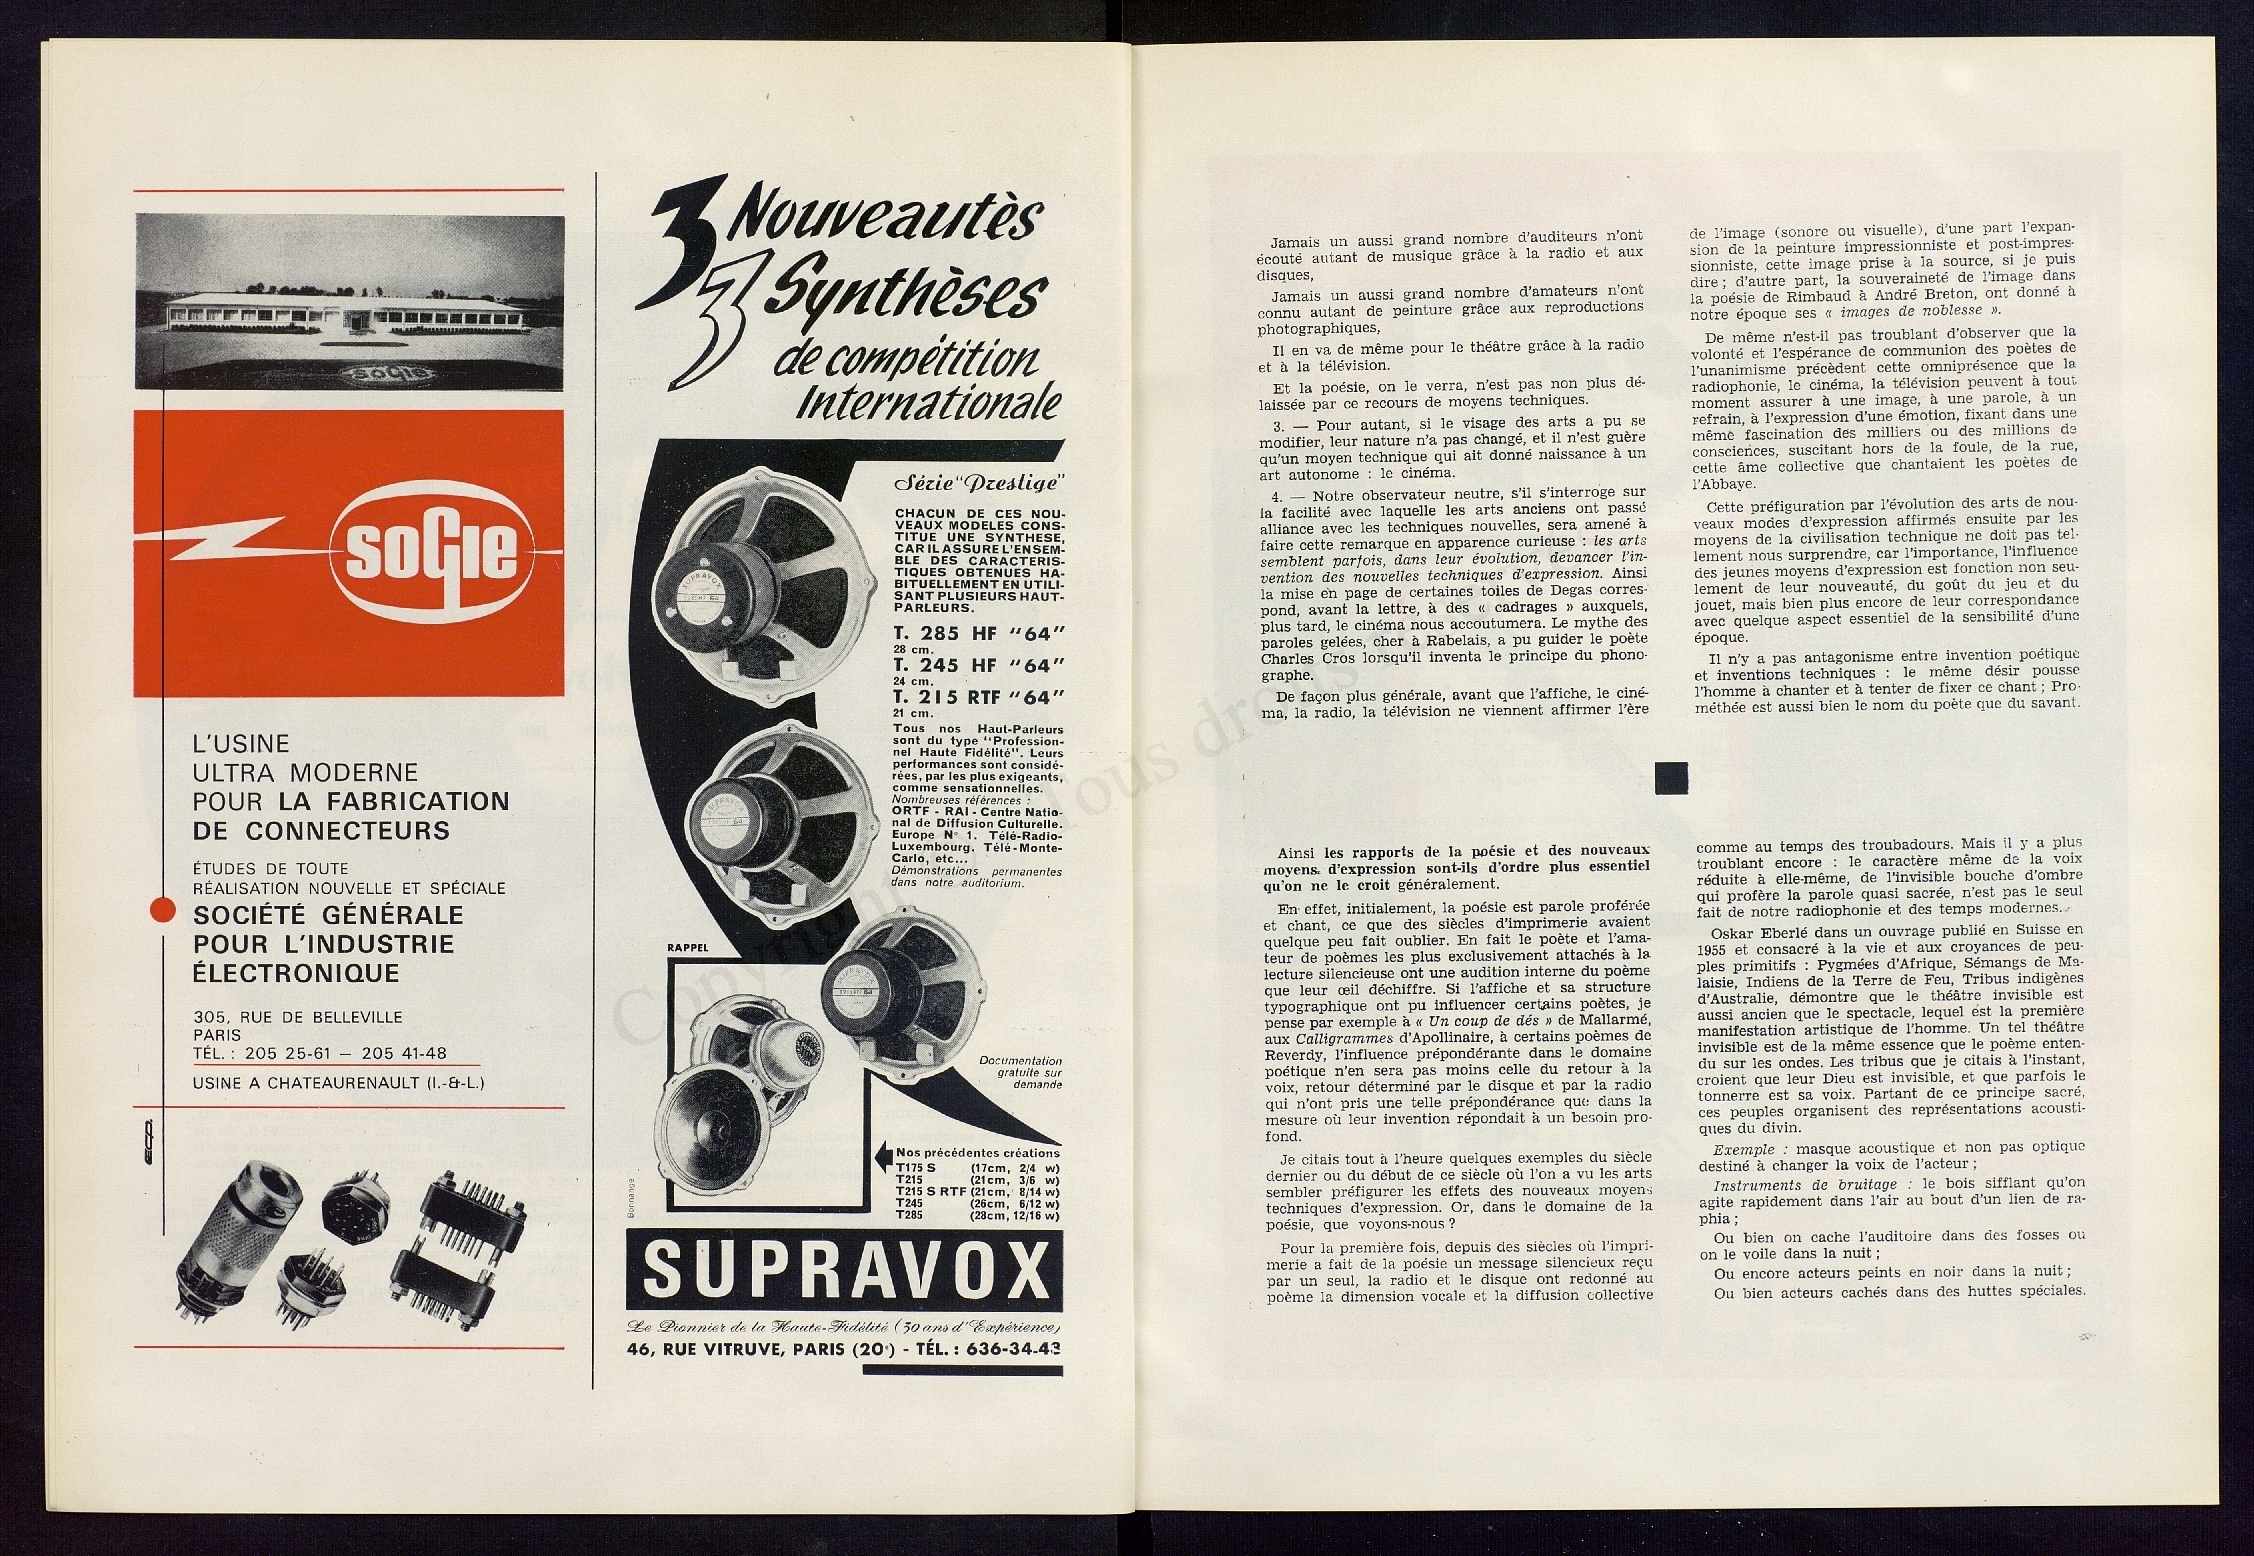 SOGIE
SOGIE
L'USINE
ULTRA MODERNE
POUR LA FABRICATION
DE CONNECTEURS
ÉTUDES DE TOUTE
RÉALISATION NOUVELLE ET SPÉCIALE
SOCIÉTÉ GÉNÉRALE
POUR L'INDUSTRIE
ÉLECTRONIQUE
305, RUE DE BELLEVILLE
PARIS
TÉL. : 205 25-61 — 205 41-48
USINE A CHATEAURENAULT (I.-&-L.)
3 Nouveautès
3 Synthèses
de compétition
Internationale
Série "Prestige"
CHACUN DE CES NOU-
VEAUX MODELES CONS-
TITUE UNE SYNTHESE,
CAR IL ASSURE L'ENSEM-
BLE DES CARACTERIS-
TIQUES OBTENUES HA-
BITUELLEMENT EN UTILI-
SANT PLUSIEURS HAUT-
PARLEURS.
T. 285 HF "64"
28 cm.
T. 245 HF "64"
24 cm.
T. 215 RTF "64"
21 cm.
Tous nos Haut-Parleurs
sont du type "Profession-
nel Haute Fidélité". Leurs
performances sont considé-
rées, par les plus exigeants,
comme sensationnelles.
Nombreuses références :
ORTF - RAI - Centre Natio-
nal de Diffusion Culturelle.
Europe N° 1. Télé-Radio-
Luxembourg. Télé-Monte-
Carlo, etc...
Démonstrations permanentes
dans notre auditorium.
RAPPEL
Documentation
gratuite sur
demande
Nos précédentes créations
T175 S (17cm, 2/4 w)
T215 (21cm, 3/6 w)
T215 S RTF (21cm, 8/14 w)
T245 (26cm, 6/12 w)
T285 (28cm, 12/16 w)
Bonnange
SUPRAVOX
Le Pionnier de la Haute-Fidélité (30 ans d'Expérience)
46, RUE VITRUVE, PARIS (20e) - TÉL. : 636-34-43
Jamais un aussi grand nombre d'auditeurs n'ont
écouté autant de musique grâce à la radio et aux
disques,
Jamais un aussi grand nombre d'amateurs n'ont
connu autant de peinture grâce aux reproductions
photographiques,
Il en va de même pour le théâtre grâce à la radio
et à la télévision.
Et la poésie, on le verra, n'est pas non plus dé-
laissée par ce recours de moyens techniques.
3. — Pour autant, si le visage des arts a pu se
modifier, leur nature n'a pas changé, et il n'est guère
qu'un moyen technique qui ait donné naissance à un
art autonome : le cinéma.
4. — Notre observateur neutre, s'il s'interroge sur
la facilité avec laquelle les arts anciens ont passé
alliance avec les techniques nouvelles, sera amené à
faire cette remarque en apparence curieuse : les arts
semblent parfois, dans leur évolution, devancer l'in-
vention des nouvelles techniques d'expression. Ainsi
la mise en page de certaines toiles de Degas corres-
pond, avant la lettre, à des « cadrages » auxquels,
plus tard, le cinéma nous accoutumera. Le mythe des
paroles gelées, cher à Rabelais, a pu guider le poète
Charles Cros lorsqu'il inventa le principe du phono-
graphe.
De façon plus générale, avant que l'affiche, le ciné-
ma, la radio, la télévision ne viennent affirmer l'ère
de l'image (sonore ou visuelle), d'une part l'expan-
sion de la peinture impressionniste et post-impres-
sionniste, cette image prise à la source, si je puis
dire ; d'autre part, la souveraineté de l'image dans
la poésie de Rimbaud à André Breton, ont donné à
notre époque ses « images de noblesse ».
De même n'est-il pas troublant d'observer que la
volonté et l'espérance de communion des poètes de
l'unanimisme précèdent cette omniprésence que la
radiophonie, le cinéma, la télévision peuvent à tout
moment assurer à une image, à une parole, à un
refrain, à l'expression d'une émotion, fixant dans une
même fascination des milliers ou des millions de
consciences, suscitant hors de la foule, de la rue,
cette âme collective que chantaient les poètes de
l'Abbaye.
Cette préfiguration par l'évolution des arts de nou-
veaux modes d'expression affirmés ensuite par les
moyens de la civilisation technique ne doit pas tel-
lement nous surprendre, car l'importance, l'influence
des jeunes moyens d'expression est fonction non seu-
lement de leur nouveauté, du goût du jeu et du
jouet, mais bien plus encore de leur correspondance
avec quelque aspect essentiel de la sensibilité d'une
époque.
Il n'y a pas antagonisme entre invention poétique
et inventions techniques : le même désir pousse
l'homme à chanter et à tenter de fixer ce chant ; Pro-
méthée est aussi bien le nom du poète que du savant.
Ainsi les rapports de la poésie et des nouveaux
moyens d'expression sont-ils d'ordre plus essentiel
qu'on ne le croit généralement.
En effet, initialement, la poésie est parole proférée
et chant, ce que des siècles d'imprimerie avaient
quelque peu fait oublier. En fait le poète et l'ama-
teur de poèmes les plus exclusivement attachés à la
lecture silencieuse ont une audition interne du poème
que leur œil déchiffre. Si l'affiche et sa structure
typographique ont pu influencer certains poètes, je
pense par exemple à « Un coup de dés » de Mallarmé,
aux Calligrammes d'Apollinaire, à certains poèmes de
Reverdy, l'influence prépondérante dans le domaine
poétique n'en sera pas moins celle du retour à la
voix, retour déterminé par le disque et par la radio
qui n'ont pris une telle prépondérance que dans la
mesure où leur invention répondait à un besoin pro-
fond.
Je citais tout à l'heure quelques exemples du siècle
dernier ou du début de ce siècle où l'on a vu les arts
sembler préfigurer les effets des nouveaux moyens
techniques d'expression. Or, dans le domaine de la
poésie, que voyons-nous ?
Pour la première fois, depuis des siècles où l'impri-
merie a fait de la poésie un message silencieux reçu
par un seul, la radio et le disque ont redonné au
poème la dimension vocale et la diffusion collective
comme au temps des troubadours. Mais il y a plus
troublant encore : le caractère même de la voix
réduite à elle-même, de l'invisible bouche d'ombre
qui profère la parole quasi sacrée, n'est pas le seul
fait de notre radiophonie et des temps modernes.
Oskar Eberlé dans un ouvrage publié en Suisse en
1955 et consacré à la vie et aux croyances de peu-
ples primitifs : Pygmées d'Afrique, Sémangs de Ma-
laisie, Indiens de la Terre de Feu, Tribus indigènes
d'Australie, démontre que le théâtre invisible est
aussi ancien que le spectacle, lequel est la première
manifestation artistique de l'homme. Un tel théâtre
invisible est de la même essence que le poème enten-
du sur les ondes. Les tribus que je citais à l'instant,
croient que leur Dieu est invisible, et que parfois le
tonnerre est sa voix. Partant de ce principe sacré,
ces peuples organisent des représentations acousti-
ques du divin.
Exemple : masque acoustique et non pas optique
destiné à changer la voix de l'acteur ;
Instruments de bruitage : le bois sifflant qu'on
agite rapidement dans l'air au bout d'un lien de ra-
phia ;
Ou bien on cache l'auditoire dans des fosses ou
on le voile dans la nuit ;
Ou encore acteurs peints en noir dans la nuit ;
Ou bien acteurs cachés dans des huttes spéciales.